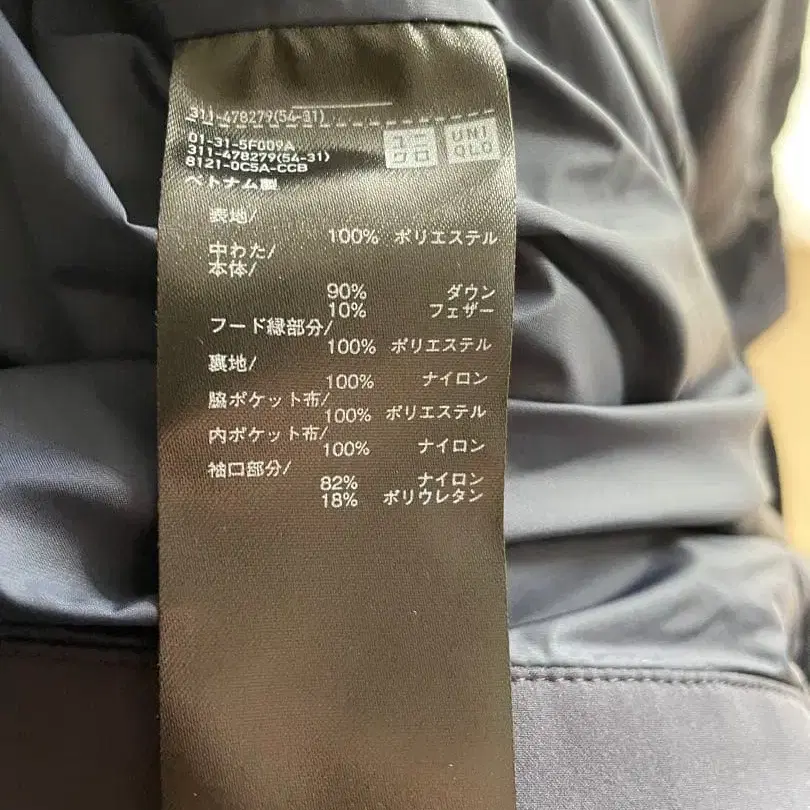 311-478279(54-31)
ユニ
クロ
UNI
QLO
01-31-5F009A
311-478279(54-31)
8121-0C5A-CCB
ベトナム製
表地/
100% ポリエステル
中わた/
本体/
90% ダウン
10% フェザー
フード縁部分/
100% ポリエステル
裏地/
100% ナイロン
脇ポケット布/
100% ポリエステル
内ポケット布/
100% ナイロン
袖口部分/
82% ナイロン
18% ポリウレタン